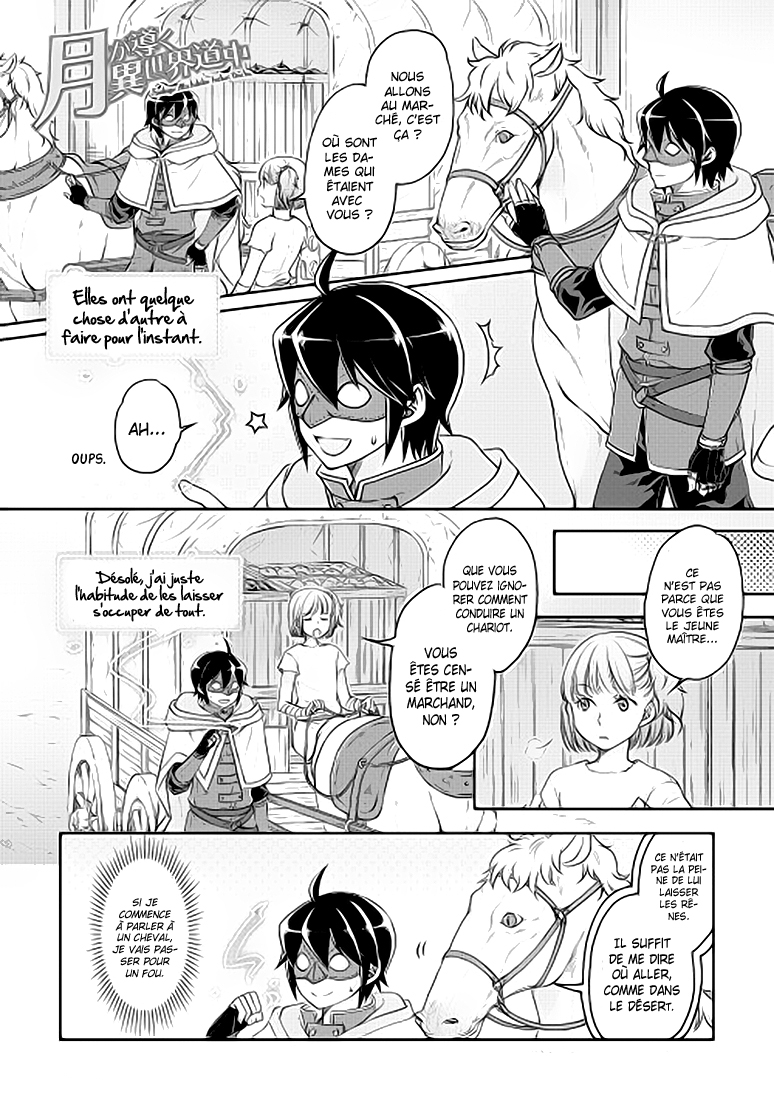 月が導く
異世界道中
NOUS
ALLONS
AU MAR-
CHÉ, C'EST
ÇA ?
OÙ SONT
LES DA-
MES QUI
ÉTAIENT
AVEC
VOUS ?
Elles ont quelque
chose d'autre à
faire pour l'instant.
AH...
OUPS.
CE
N'EST PAS
PARCE QUE
VOUS ÊTES
LE JEUNE
MAÎTRE...
QUE VOUS
POUVEZ IGNO-
RER COMMENT
CONDUIRE UN
CHARIOT.
VOUS
ÊTES CEN-
SÉ ÊTRE UN
MARCHAND,
NON ?
Désolé, j'ai juste
l'habitude de les laisser
s'occuper de tout.
CE N'ÉTAIT
PAS LA PEI-
NE DE LUI
LAISSER
LES RÊ-
NES.
IL SUFFIT
DE ME DIRE
OÙ ALLER,
COMME DANS
LE DÉSERT.
SI JE
COMMENCE
À PARLER À
UN CHEVAL,
JE VAIS PAS-
SER POUR
UN FOU.